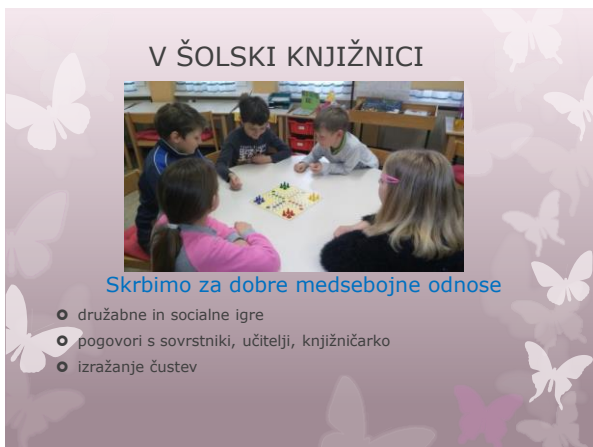 V ŠOLSKI KNJIŽNICI
Skrbimo za dobre medsebojne odnose
družabne in socialne igre
pogovori s sovrstniki, učitelji, knjižničarko
izražanje čustev